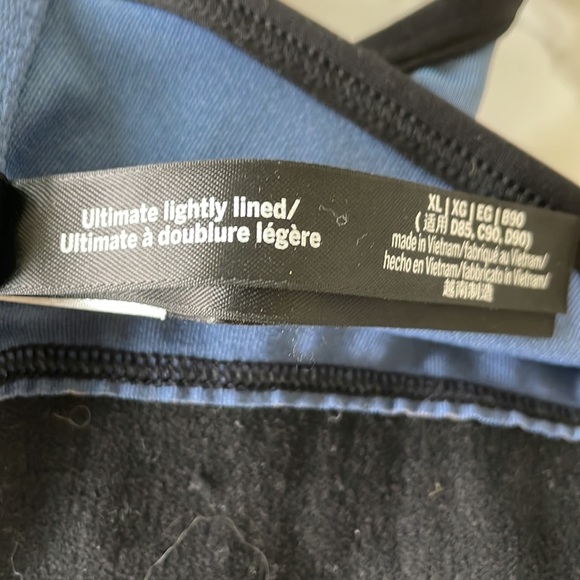 Ultimate lightly lined/
Ultimate à doublure légère
XL | XG | EG | B90
(适用 D85, C90, D90)
made in Vietnam/fabriqué au Vietnam/
hecho en Vietnam/fabbricato in Vietnam/
越南制造